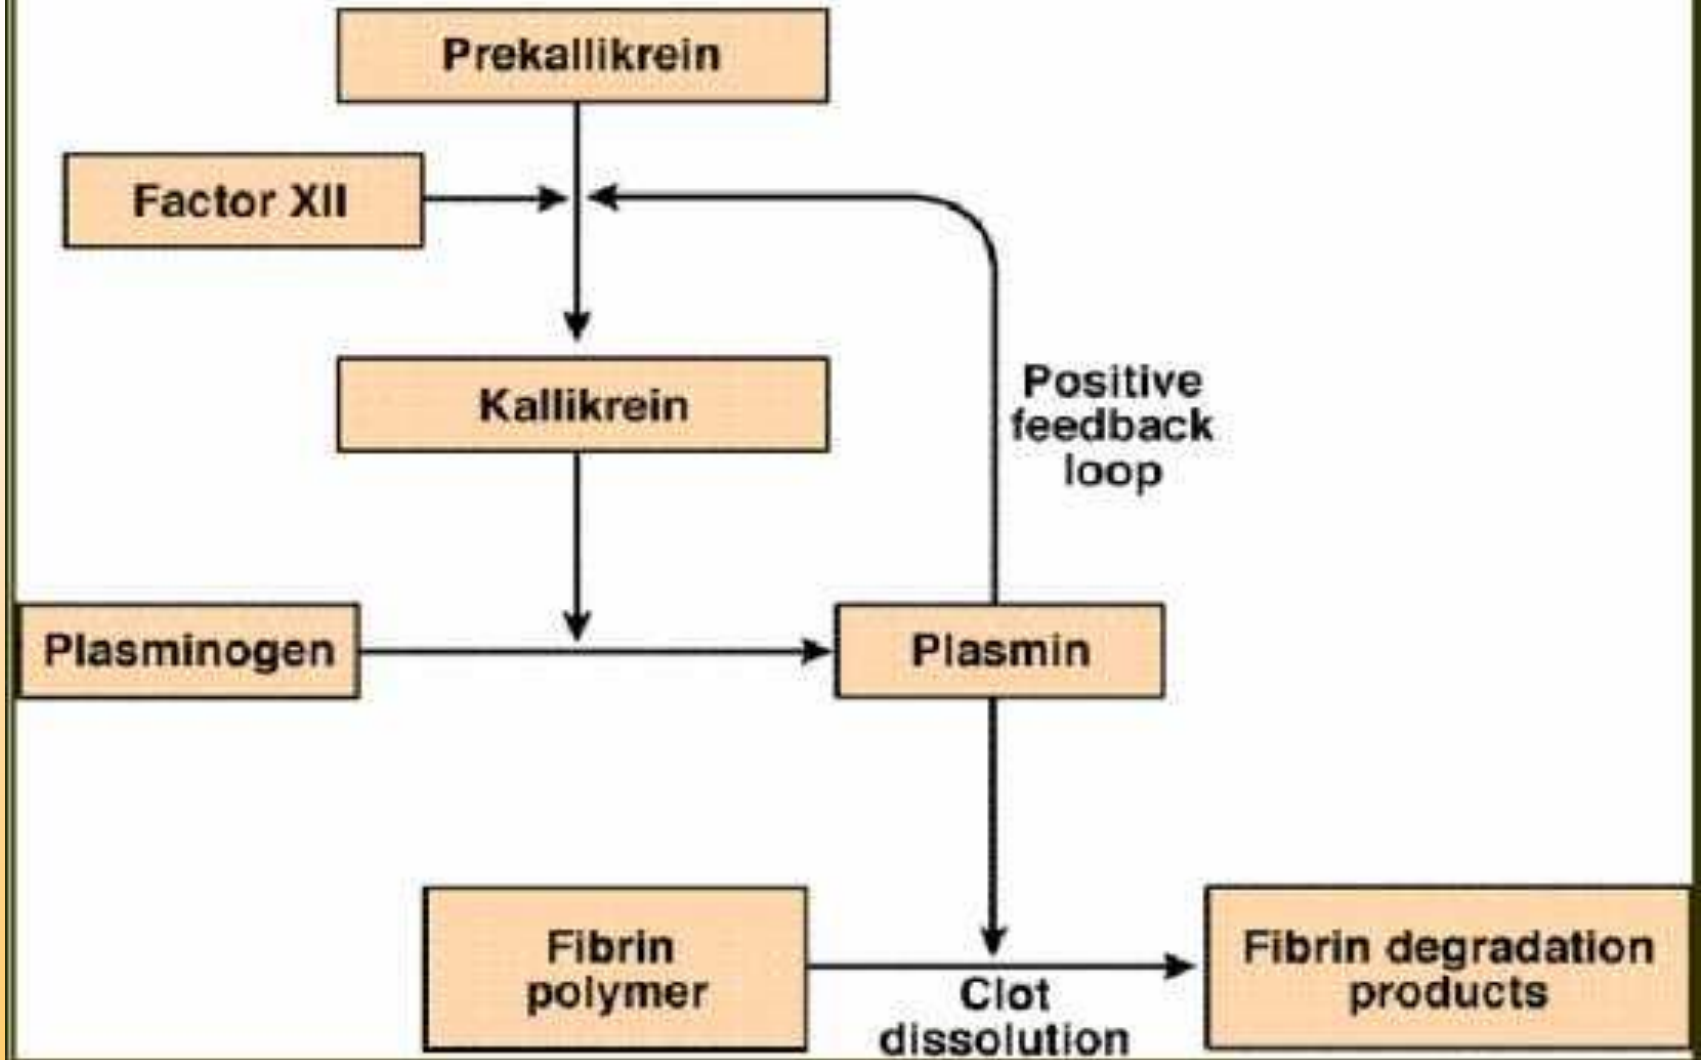 Prekallikrein
Factor XII
Kallikrein
Positive
feedback
loop
Plasminogen
Plasmin
Fibrin
polymer
Clot
dissolution
Fibrin degradation
products